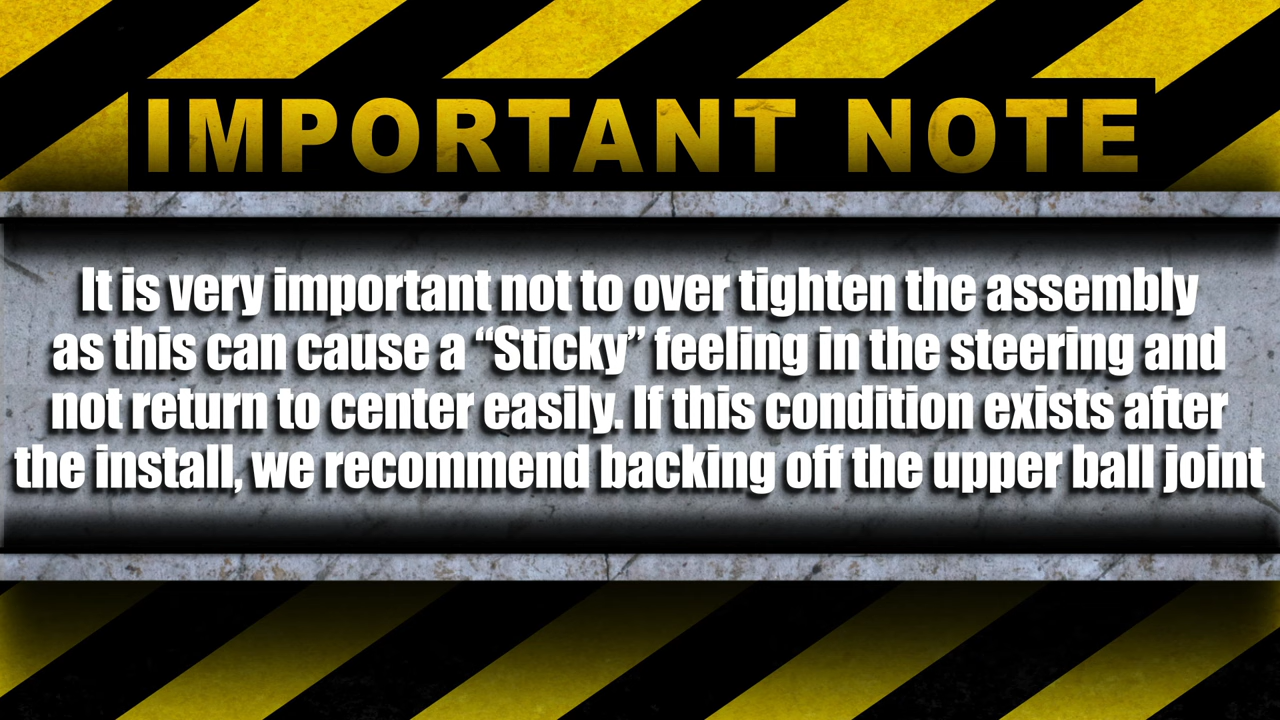 IMPORTANT NOTE
It is very important not to over tighten the assembly
as this can cause a “Sticky” feeling in the steering and
not return to center easily. If this condition exists after
the install, we recommend backing off the upper ball joint